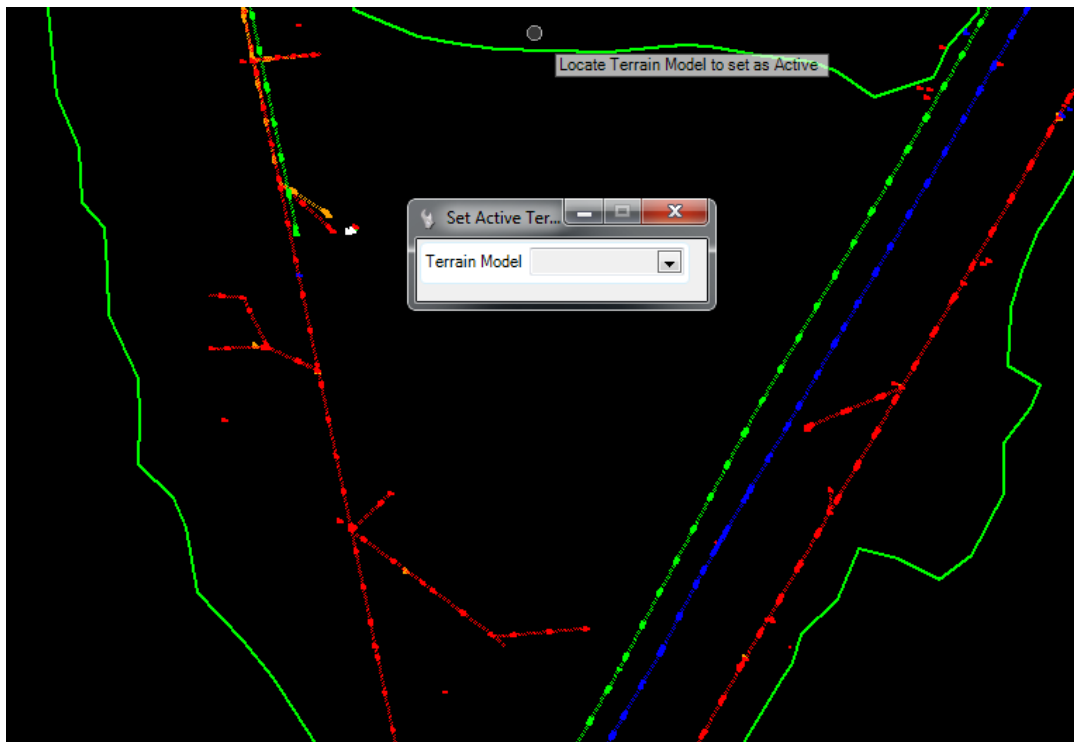 Locate Terrain Model to set as Active
Set Active Ter...
Terrain Model